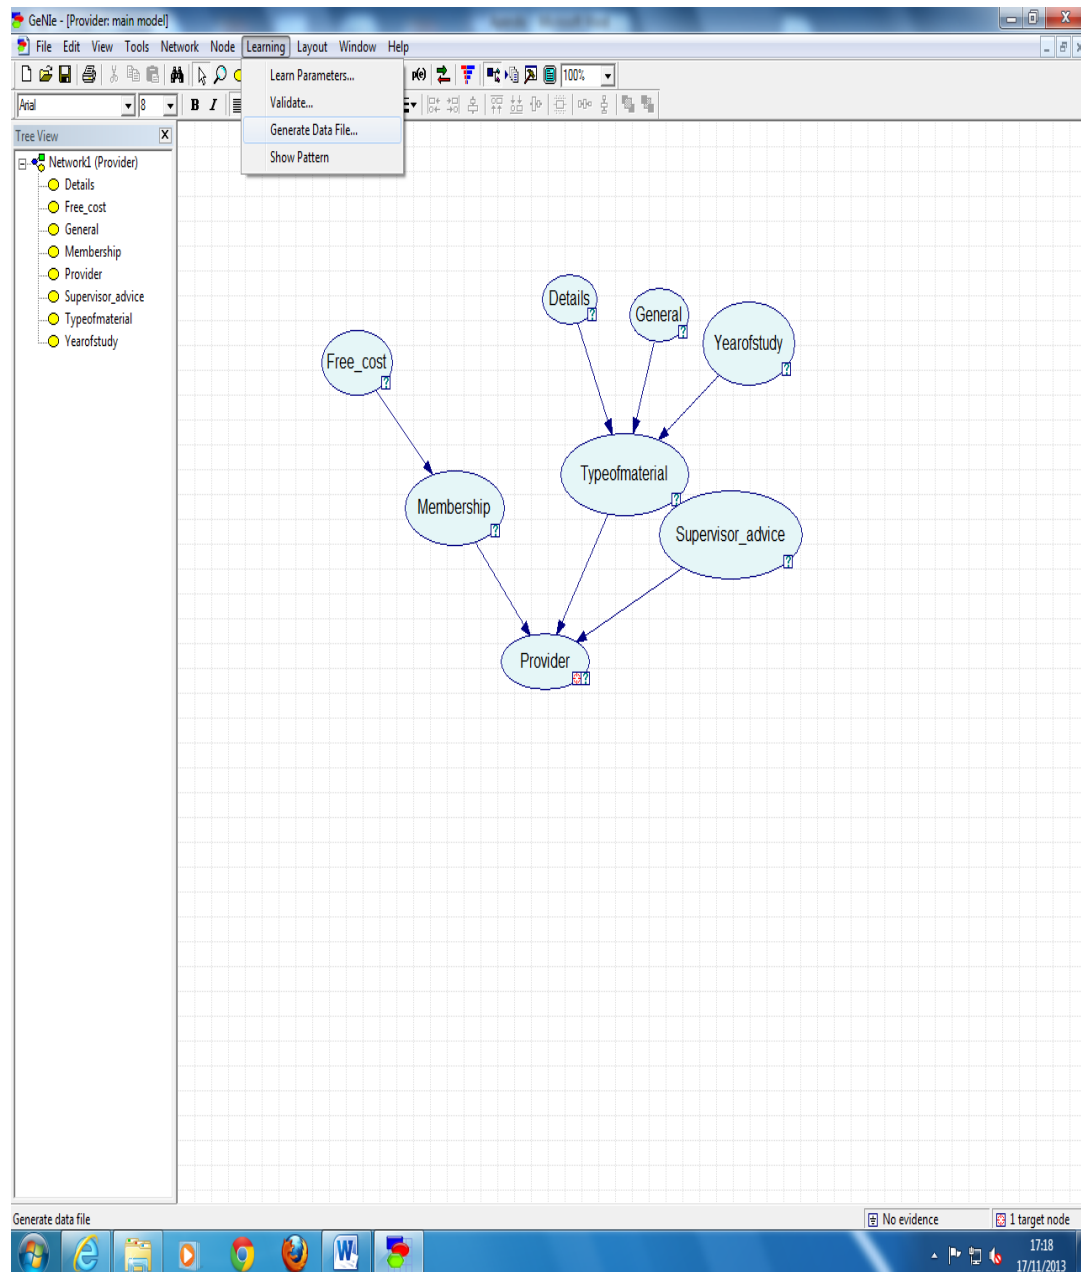 GeNIe - [Provider: main model]
File Edit View Tools Network Node Learning Layout Window Help
100%
Arial 8 B I
Learn Parameters...
Validate...
Generate Data File...
Show Pattern
Tree View
Network1 (Provider)
Details
Free_cost
General
Membership
Provider
Supervisor_advice
Typeofmaterial
Yearofstudy
Details
General
Yearofstudy
Free_cost
Typeofmaterial
Membership
Supervisor_advice
Provider
Generate data file
No evidence
1 target node
17:18
17/11/2013